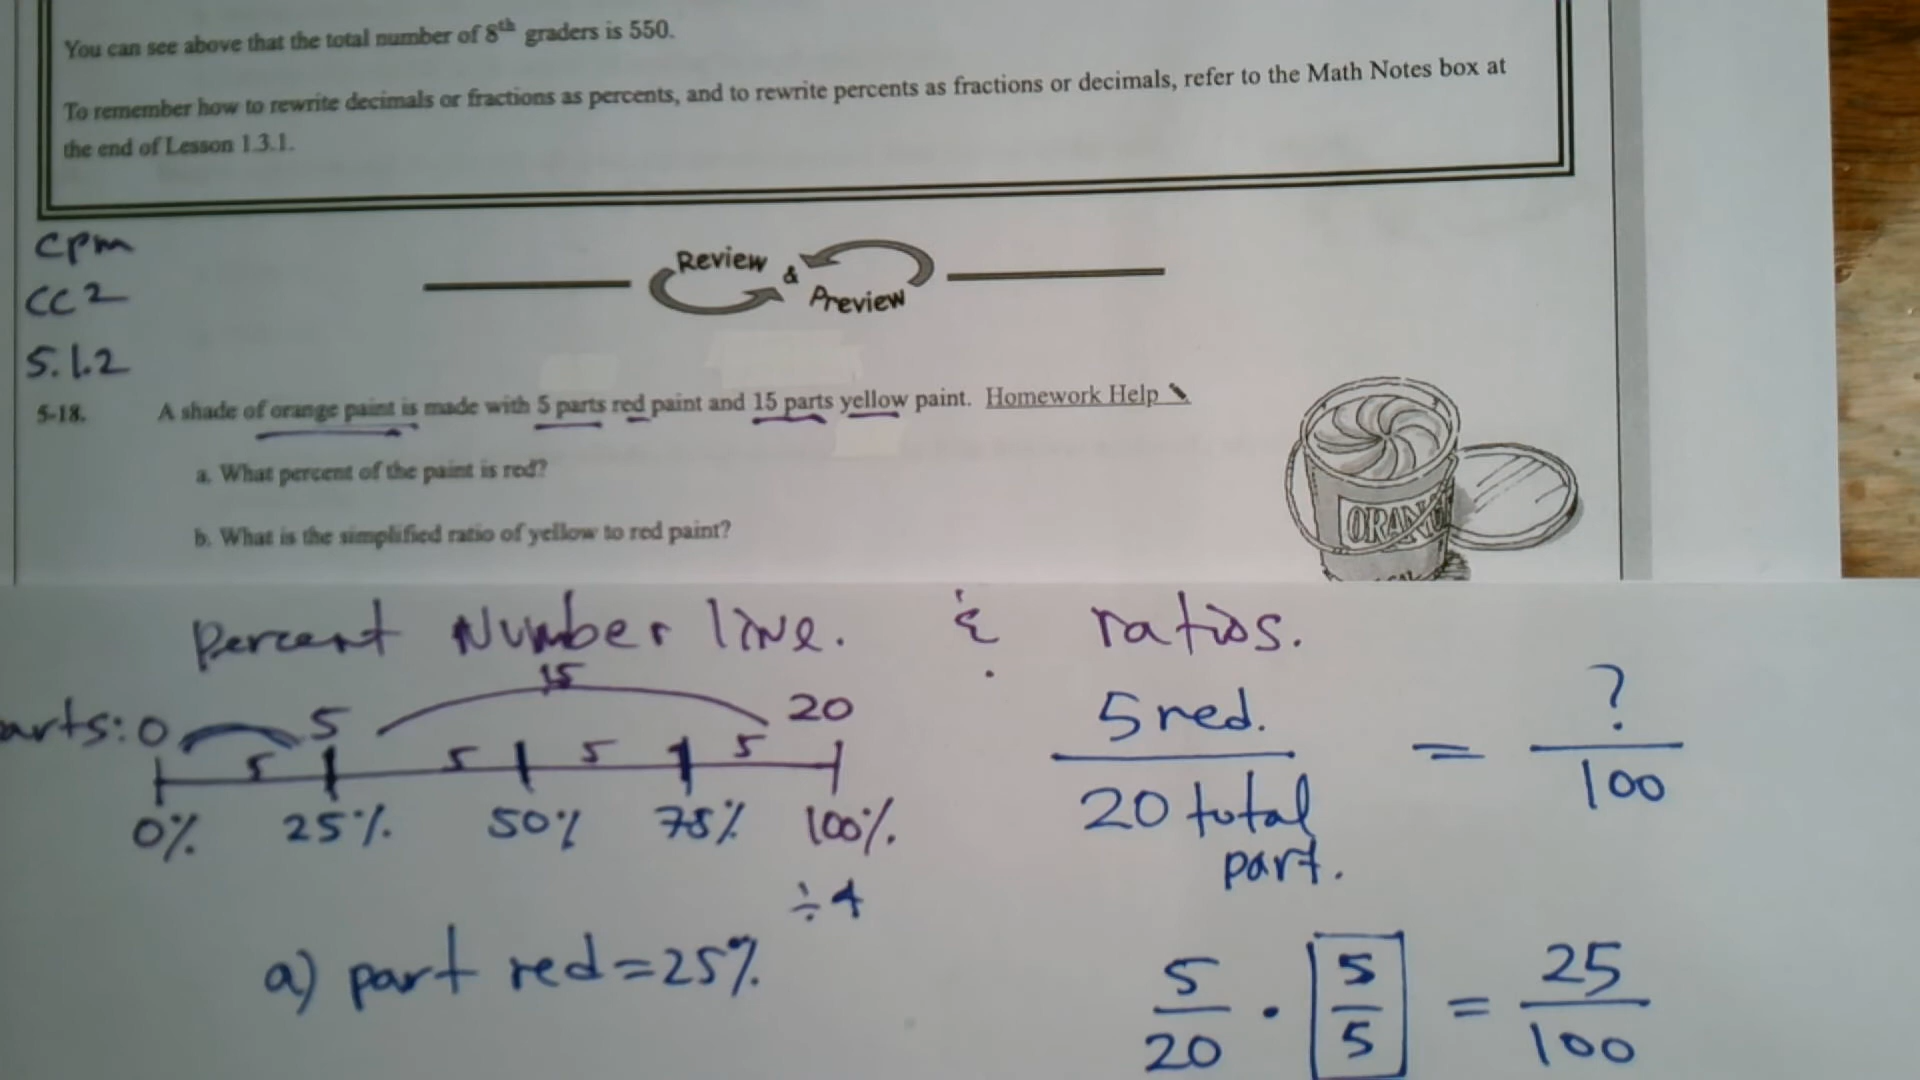 You can see above that the total number of 8th graders is 550.
To remember how to rewrite decimals or fractions as percents, and to rewrite percents as fractions or decimals, refer to the Math Notes box at
the end of Lesson 1.3.1.
CPM
CC2
5.1.2
Review
&
Preview
5-18. A shade of orange paint is made with 5 parts red paint and 15 parts yellow paint. Homework Help
a. What percent of the paint is red?
b. What is the simplified ratio of yellow to red paint?
ORAN
Percent Number line. & ratios.
15
arts: 0 5 20
5 5 5 5
0% 25% 50% 75% 100%
÷4
a) part red = 25%
5 red. = ?
20 total 100
part.
5 · 5 = 25
20 5 100